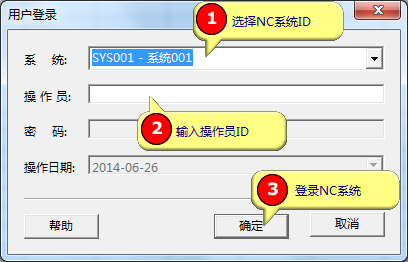 用户登录
1 选择NC系统ID
系 统: SYS001 - 系统001
操 作 员:
2 输入操作员ID
密 码:
操作日期: 2014-06-26
3 登录NC系统
帮助 确定 取消